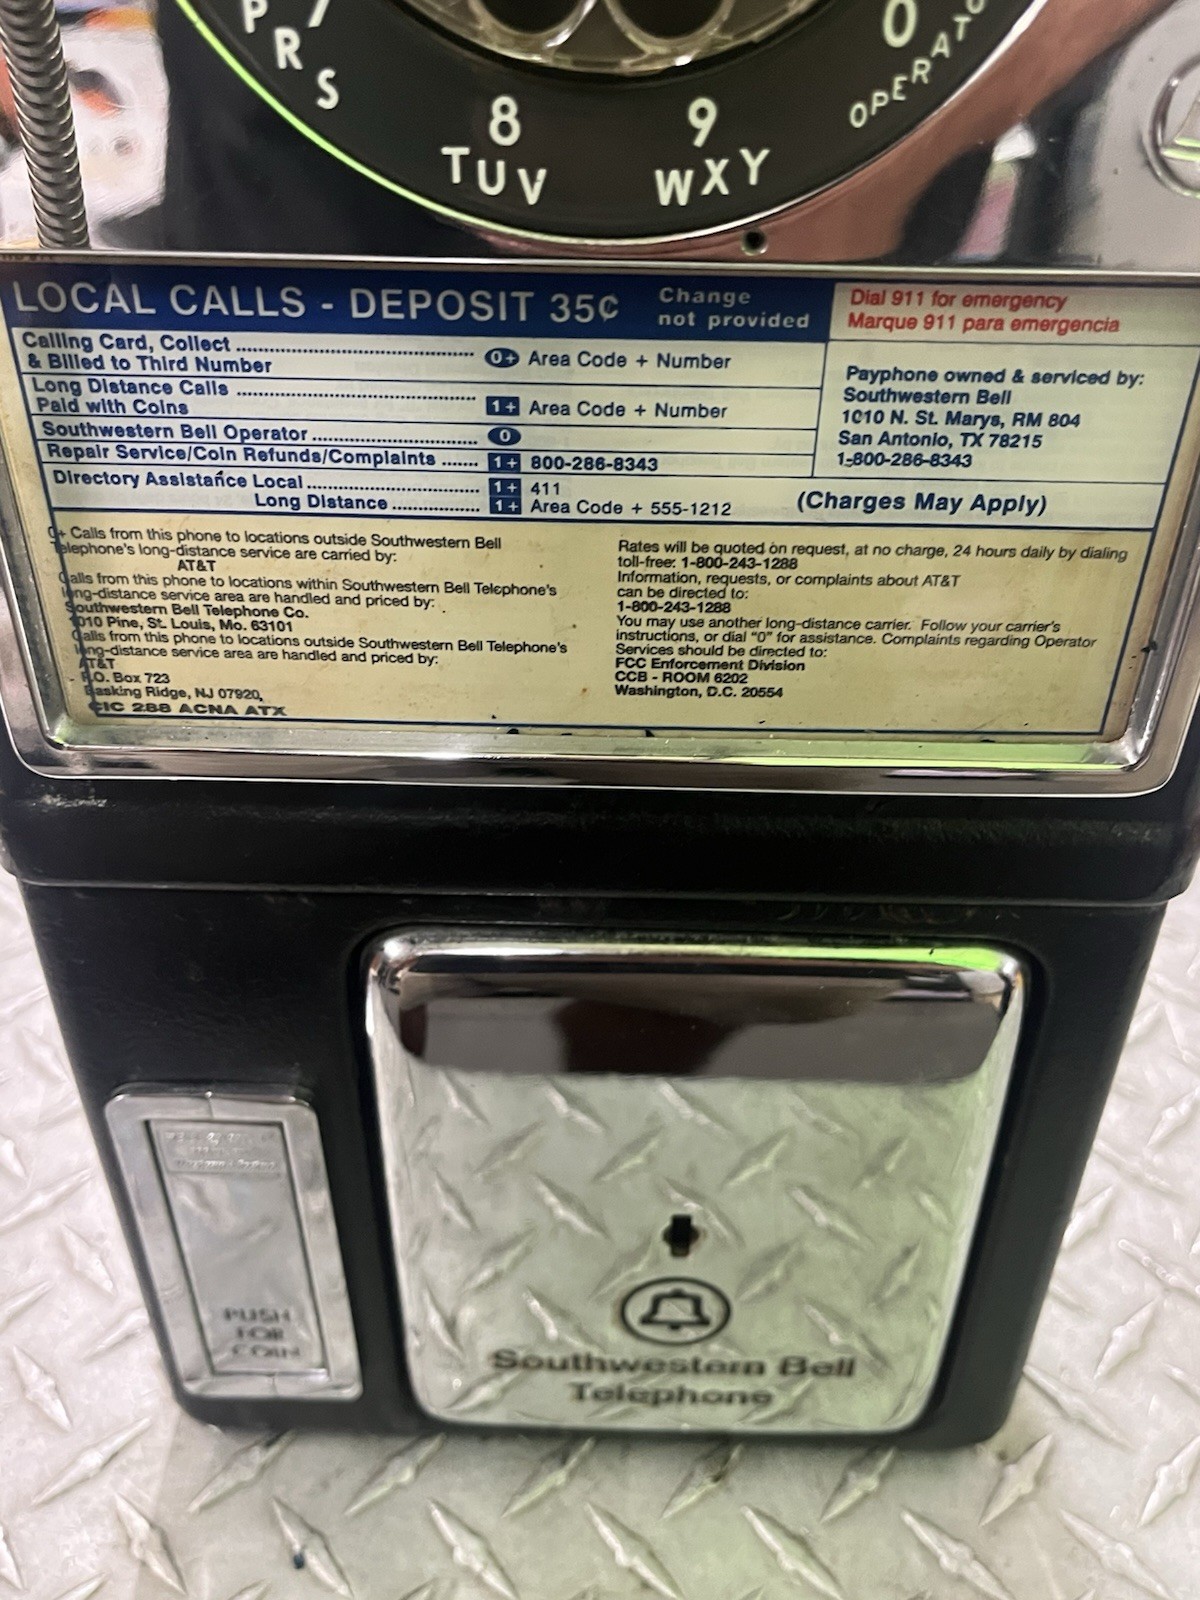 P R S
7
8
TUV
9
WXY
0
LOCAL CALLS - DEPOSIT 35¢ Change not provided
Dial 911 for emergency
Marque 911 para emergencia
Calling Card, Collect
& Billed to Third Number ........ 0+ Area Code + Number
Long Distance Calls
Paid with Coins ........ 1+ Area Code + Number
Southwestern Bell Operator ........ 0
Repair Service/Coin Refunds/Complaints ....... 1+ 800-286-8343
Directory Assistance Local ........ 1+ 411
Long Distance ........ 1+ Area Code + 555-1212
(Charges May Apply)
Payphone owned & serviced by:
Southwestern Bell
1010 N. St. Marys, RM 804
San Antonio, TX 78215
1-800-286-8343
0+ Calls from this phone to locations outside Southwestern Bell
Telephone's long-distance service are carried by:
AT&T
Calls from this phone to locations within Southwestern Bell Telephone's
long-distance service area are handled and priced by:
Southwestern Bell Telephone Co.
1010 Pine, St. Louis, Mo. 63101
Calls from this phone to locations outside Southwestern Bell Telephone's
long-distance service area are handled and priced by:
AT&T
P.O. Box 723
Basking Ridge, NJ 07920,
CIC 288 ACNA ATX
Rates will be quoted on request, at no charge, 24 hours daily by dialing
toll-free: 1-800-243-1288
Information, requests, or complaints about AT&T
can be directed to:
1-800-243-1288
You may use another long-distance carrier. Follow your carrier's
instructions, or dial "0" for assistance. Complaints regarding Operator
Services should be directed to:
FCC Enforcement Division
CCB - ROOM 6202
Washington, D.C. 20554
PUSH
FOR
COIN
Southwestern Bell
Telephone